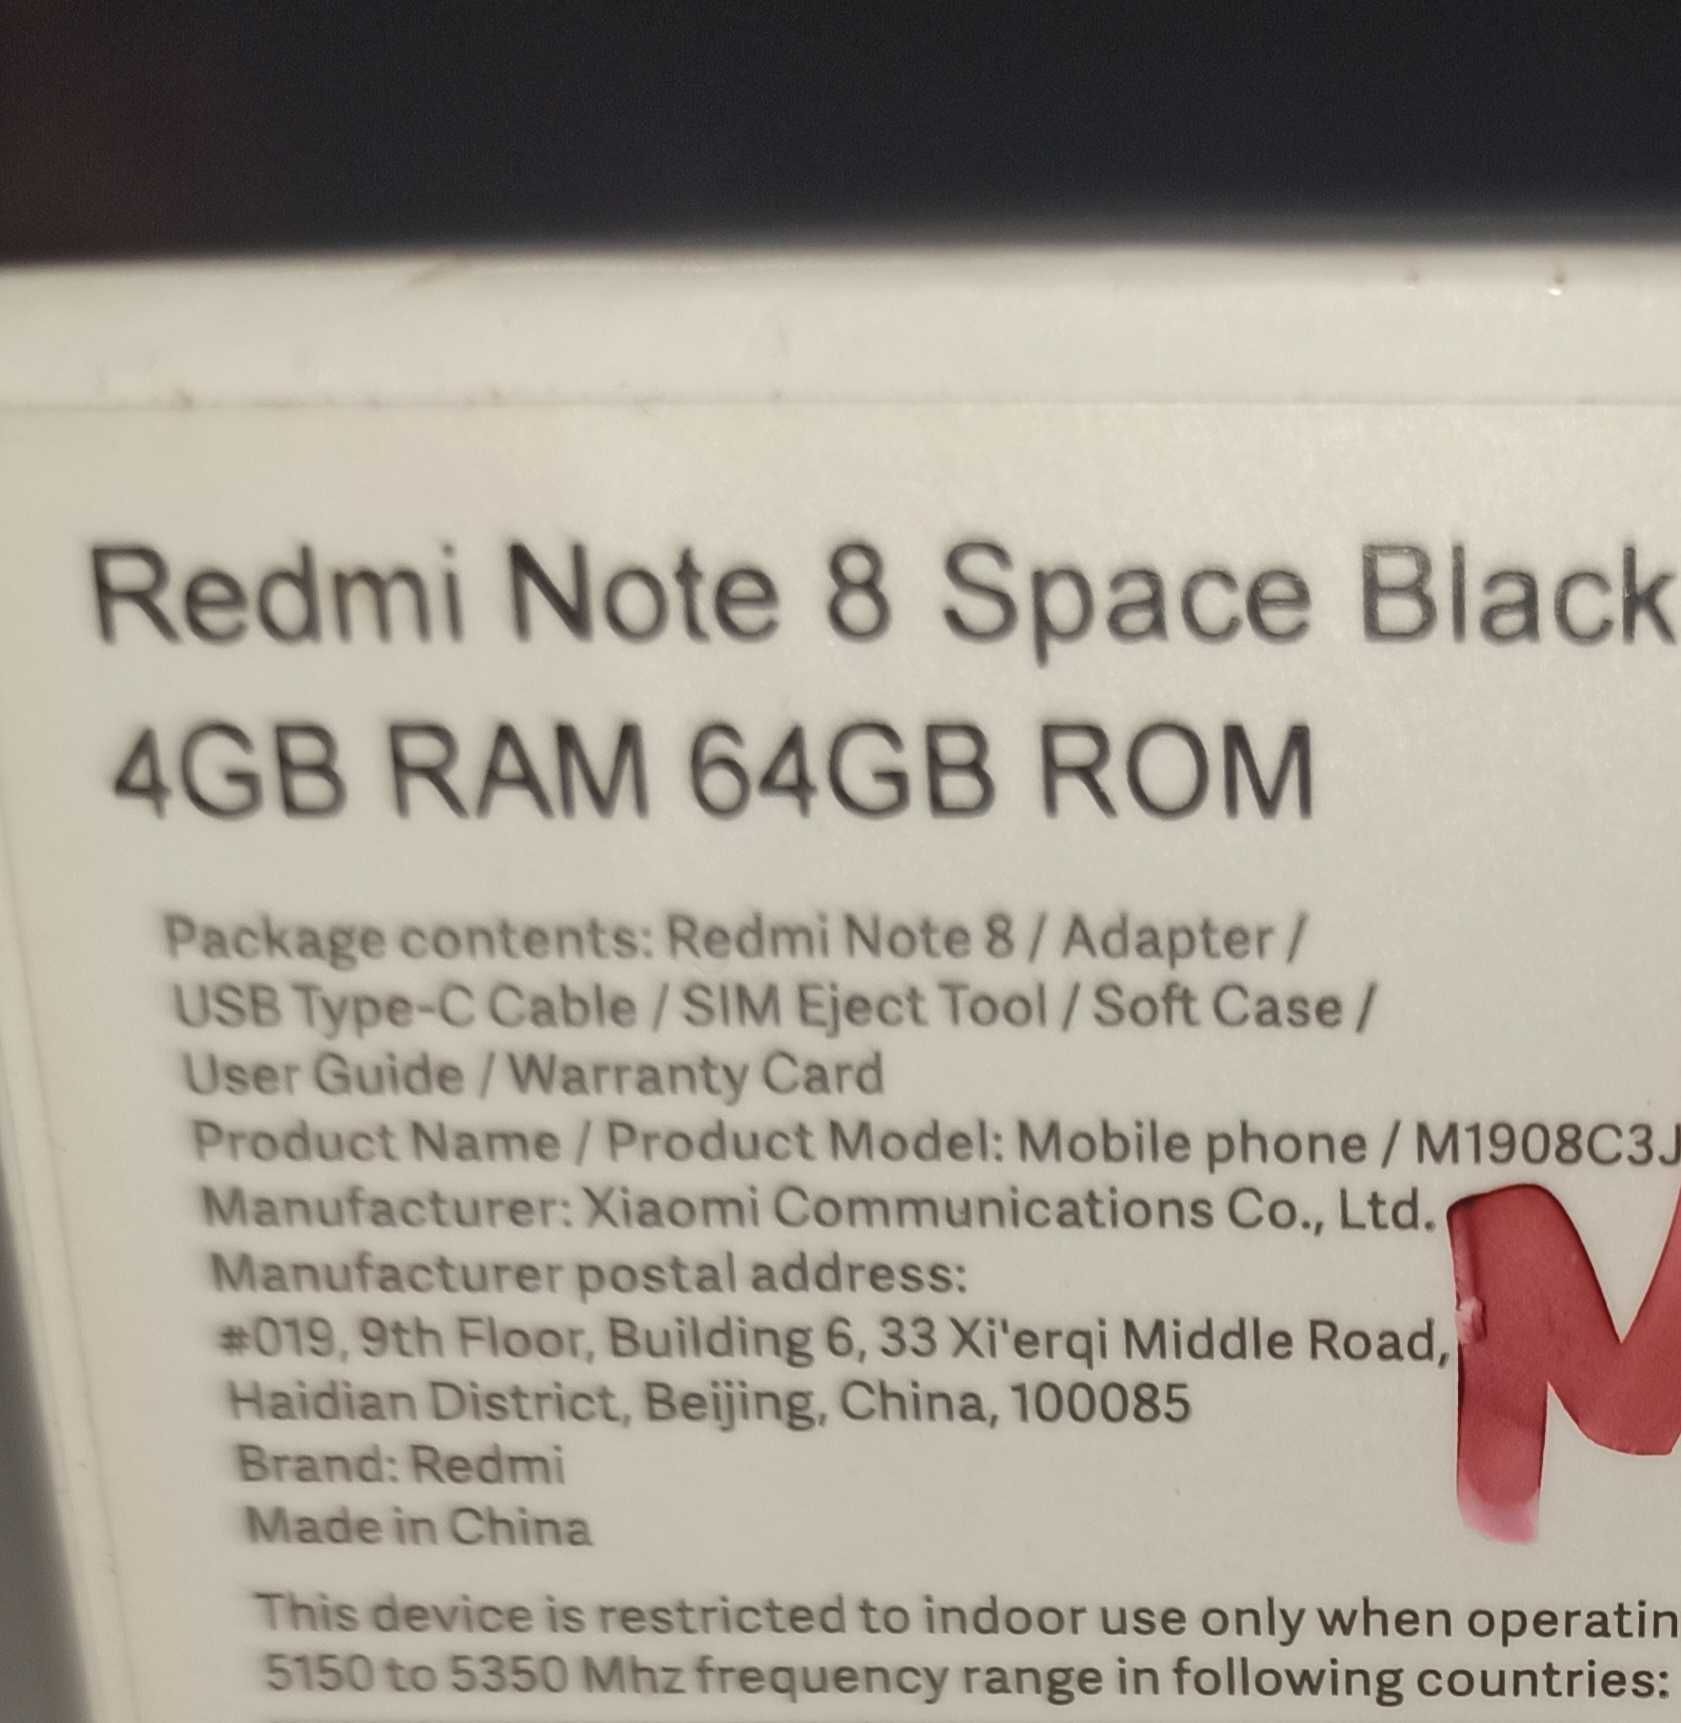 Redmi Note 8 Space Black
4GB RAM 64GB ROM
Package contents: Redmi Note 8 / Adapter /
USB Type-C Cable / SIM Eject Tool / Soft Case /
User Guide / Warranty Card
Product Name / Product Model: Mobile phone / M1908C3J
Manufacturer: Xiaomi Communications Co., Ltd.
Manufacturer postal address:
#019, 9th Floor, Building 6, 33 Xi'erqi Middle Road,
Haidian District, Beijing, China, 100085
Brand: Redmi
Made in China
This device is restricted to indoor use only when operatin
5150 to 5350 Mhz frequency range in following countries: